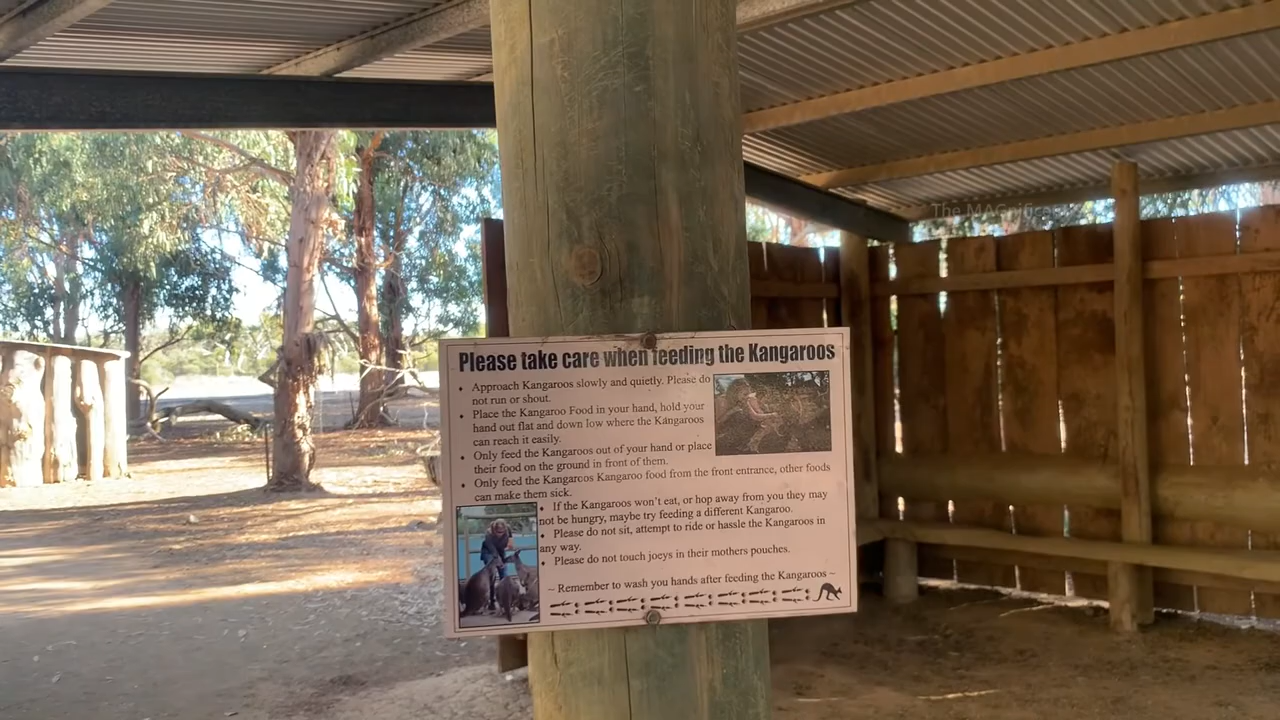 The MAGnific
Please take care when feeding the Kangaroos
• Approach Kangaroos slowly and quietly. Please do
not run or shout.
• Place the Kangaroo Food in your hand, hold your
hand out flat and down low where the Kangaroos
can reach it easily.
• Only feed the Kangaroos out of your hand or place
their food on the ground in front of them.
• Only feed the Kangaroos Kangaroo food from the front entrance, other foods
can make them sick.
• If the Kangaroos won't eat, or hop away from you they may
not be hungry, maybe try feeding a different Kangaroo.
• Please do not sit, attempt to ride or hassle the Kangaroos in
any way.
• Please do not touch joeys in their mothers pouches.
~ Remember to wash you hands after feeding the Kangaroos ~